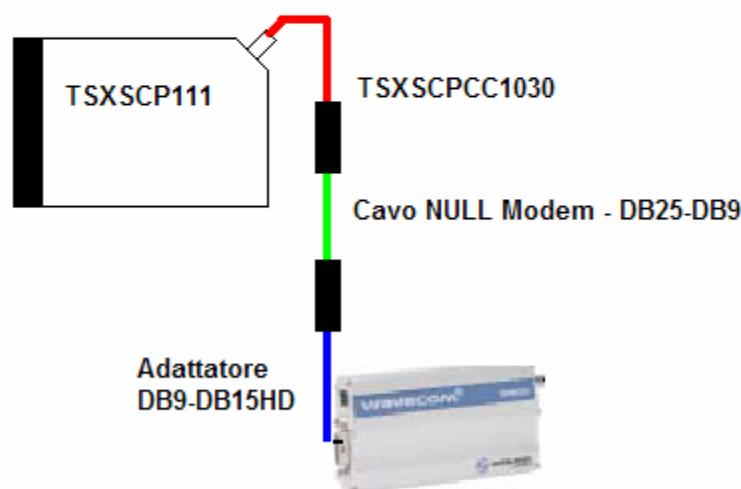 TSXSCP111
TSXSCPCC1030
Cavo NULL Modem - DB25-DB9
Adattatore
DB9-DB15HD
WAVECOM